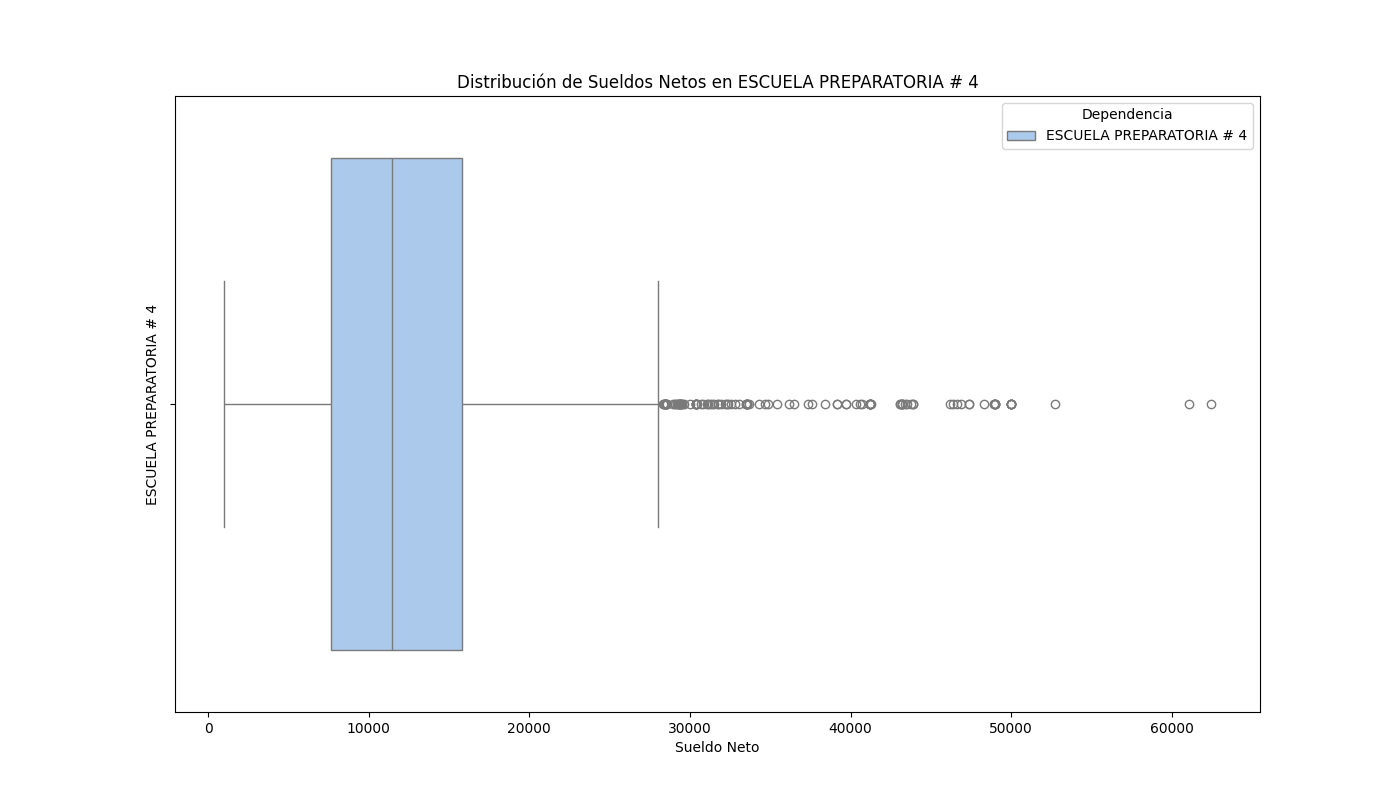 Distribución de Sueldos Netos en ESCUELA PREPARATORIA # 4
Dependencia
ESCUELA PREPARATORIA # 4
ESCUELA PREPARATORIA # 4
0 10000 20000 30000 40000 50000 60000
Sueldo Neto